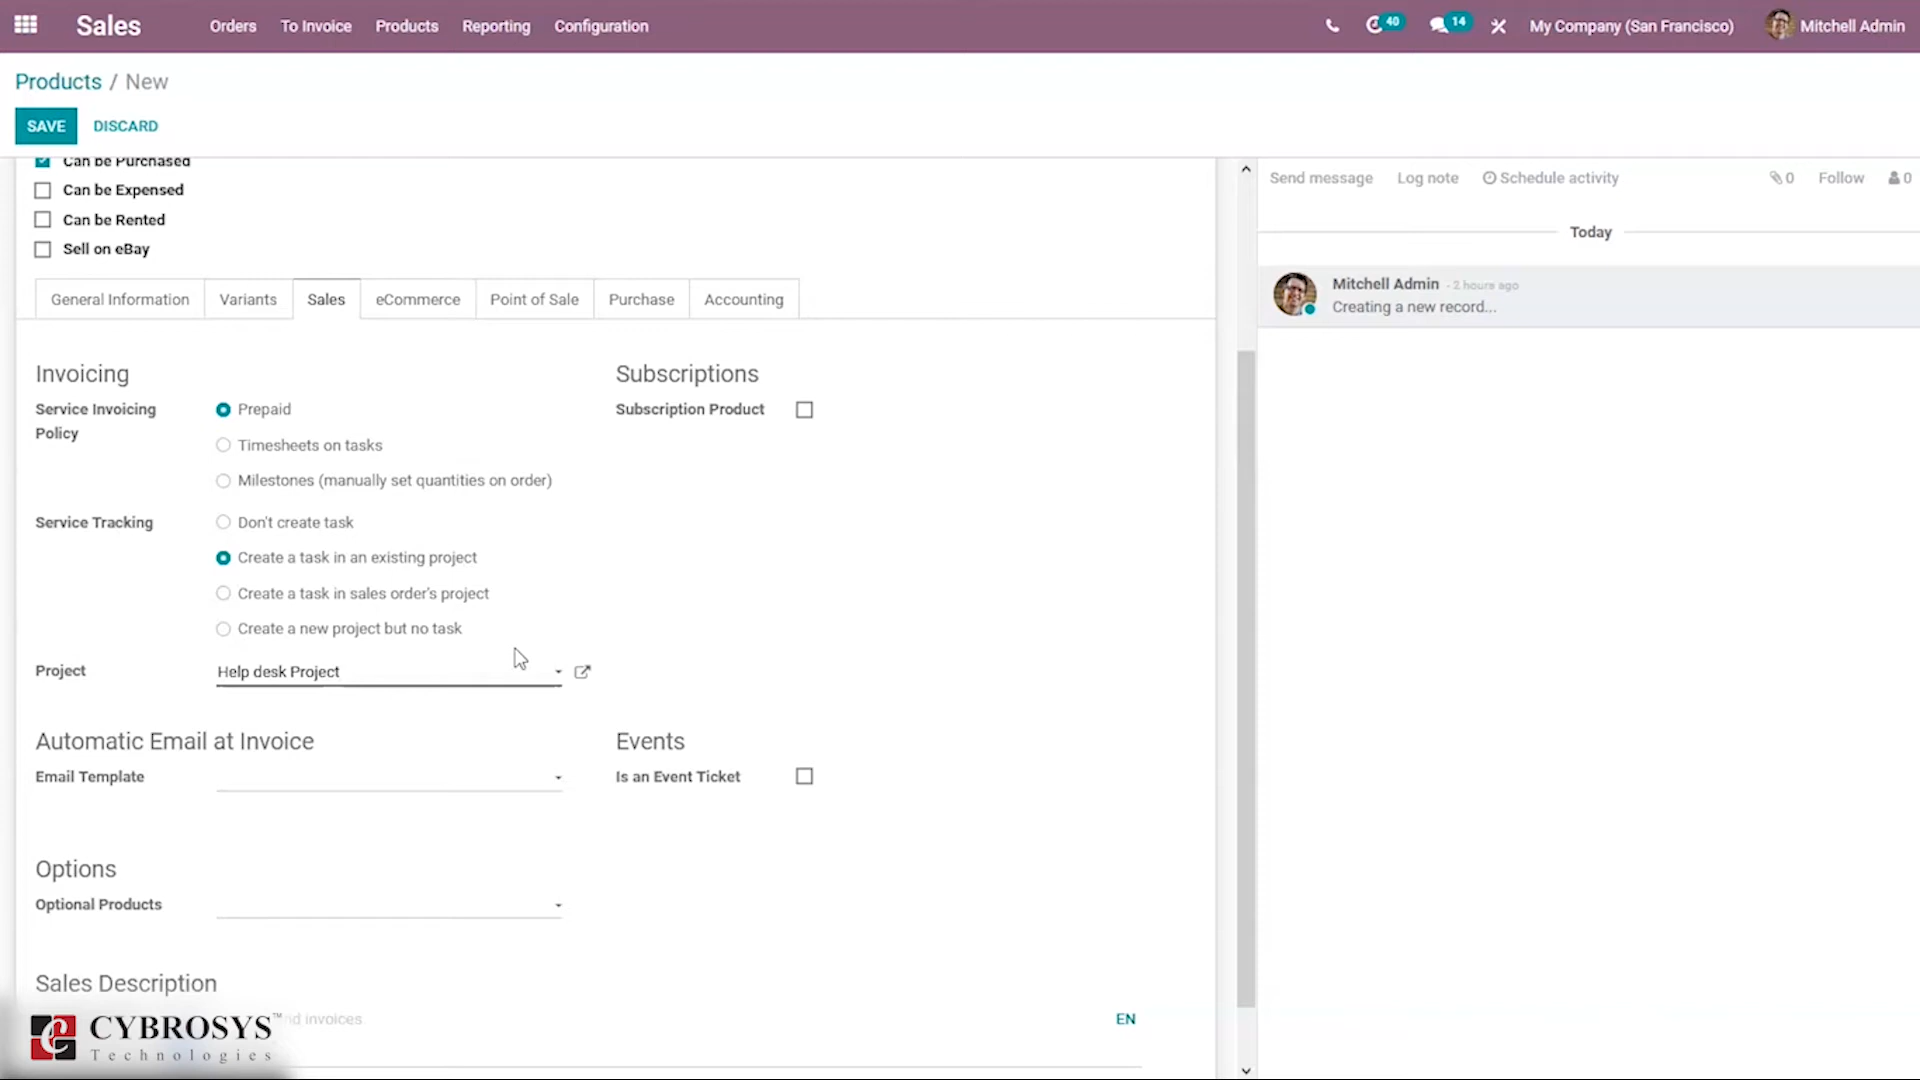 Sales Orders To Invoice Products Reporting Configuration 40 14 My Company (San Francisco) Mitchell Admin
Products / New
SAVE DISCARD
Can be Purchased
Can be Expensed
Can be Rented
Sell on eBay
Send message Log note Schedule activity 0 Follow 0
Today
Mitchell Admin - 2 hours ago
Creating a new record...
General Information Variants Sales eCommerce Point of Sale Purchase Accounting
Invoicing
Service Invoicing Policy
Prepaid
Timesheets on tasks
Milestones (manually set quantities on order)
Service Tracking
Don't create task
Create a task in an existing project
Create a task in sales order's project
Create a new project but no task
Project Help desk Project
Subscriptions
Subscription Product
Automatic Email at Invoice
Email Template
Events
Is an Event Ticket
Options
Optional Products
Sales Description
invoices. EN
CYBROSYS™
Technologies